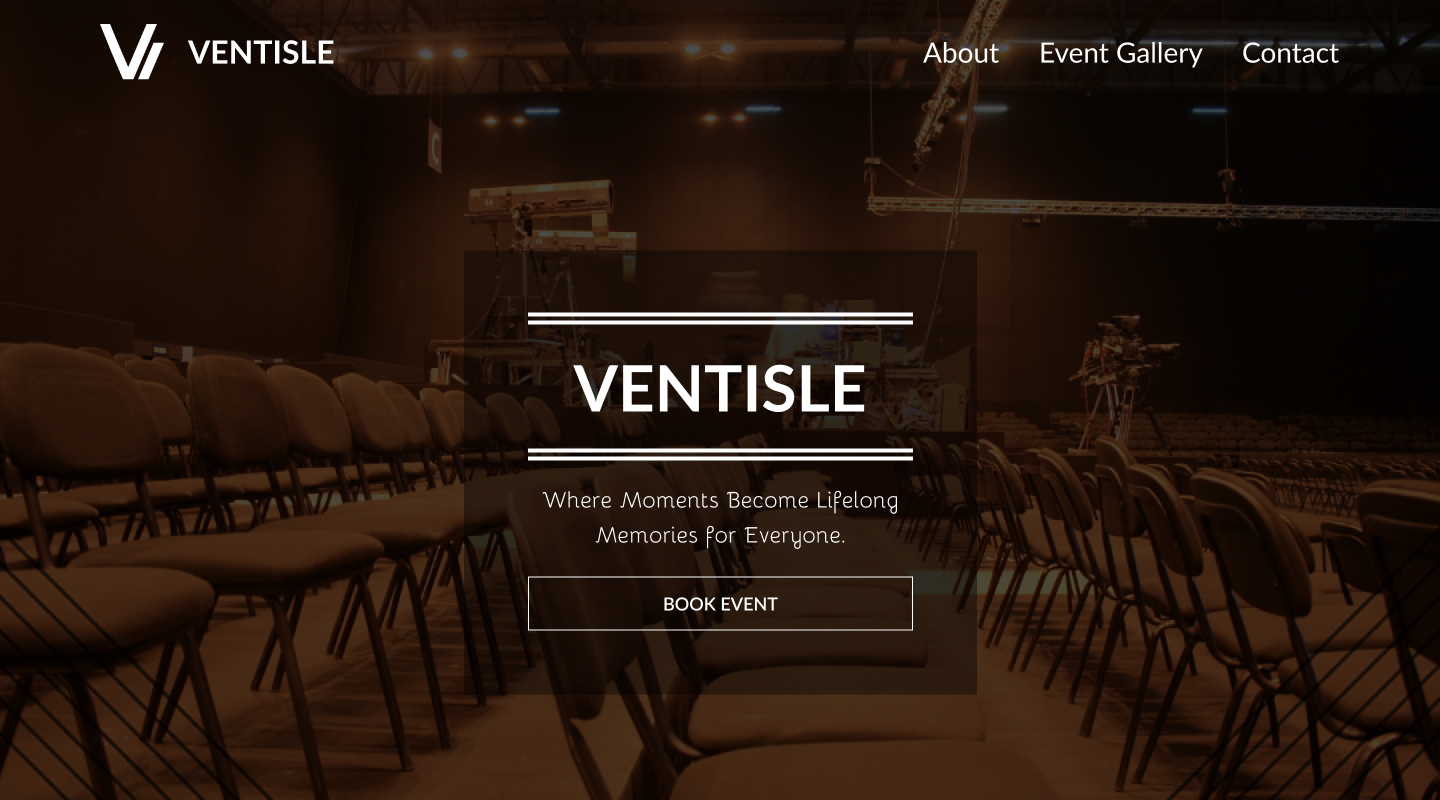 VENTISLE
About Event Gallery Contact
VENTISLE
Where Moments Become Lifelong
Memories for Everyone.
BOOK EVENT